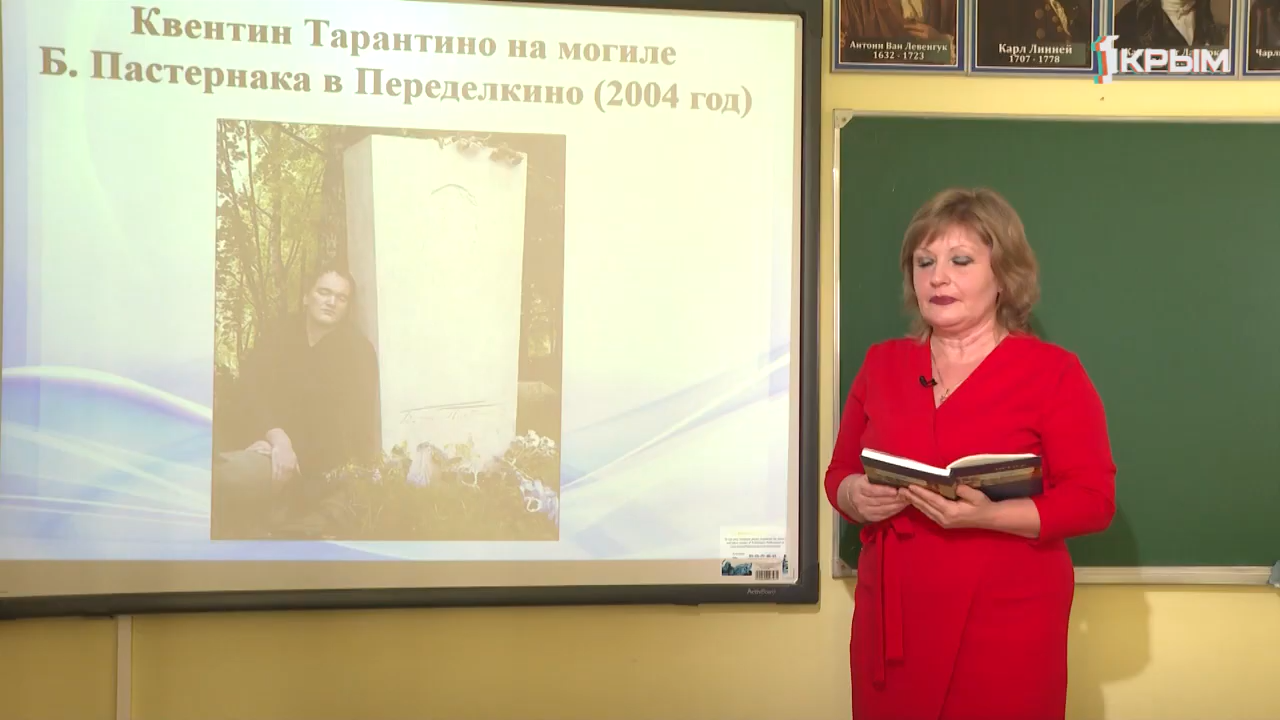 Квентин Тарантино на могиле
Б. Пастернака в Переделкино (2004 год)
Антони Ван Левенгук
1632 - 1723
Карл Линней
1707 - 1778
1КРЫМ